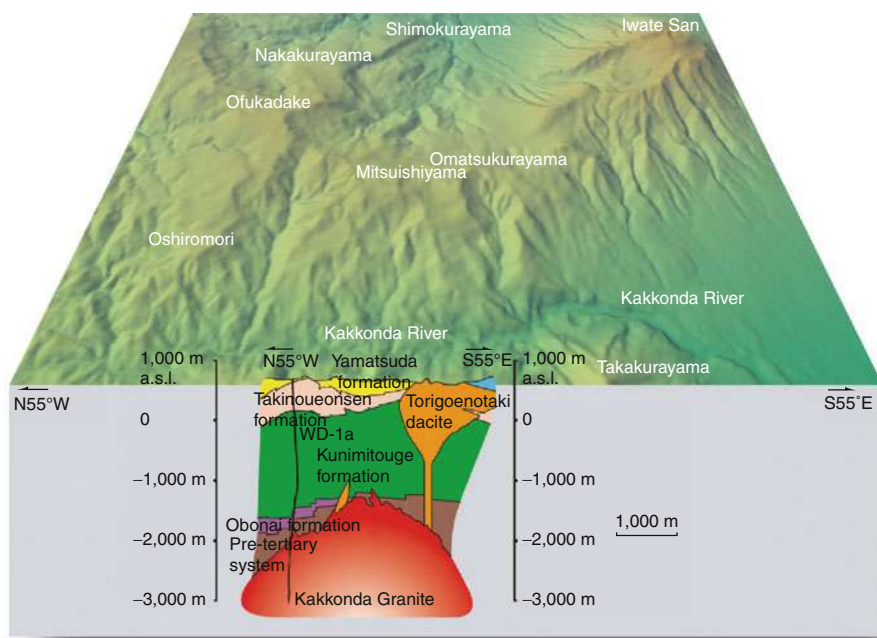 Shimokurayama
Iwate San
Nakakurayama
Ofukadake
Omatsukurayama
Mitsuishiyama
Oshiromori
Kakkonda River
Kakkonda River
1,000 m
a.s.l.
N55°W
Yamatsuda
formation
S55°E
1,000 m
a.s.l.
Takakurayama
N55°W
S55°E
Takinoueonsen
formation
Torigoenotaki
dacite
0
0
WD-1a
Kunimitouge
formation
–1,000 m
–1,000 m
Obonai formation
1,000 m
–2,000 m
Pre-tertiary
system
–2,000 m
–3,000 m
Kakkonda Granite
–3,000 m